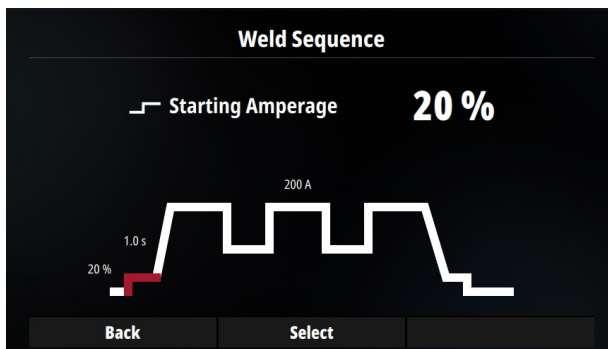 Weld Sequence
Starting Amperage 20 %
200 A
1.0 s
20 %
Back Select